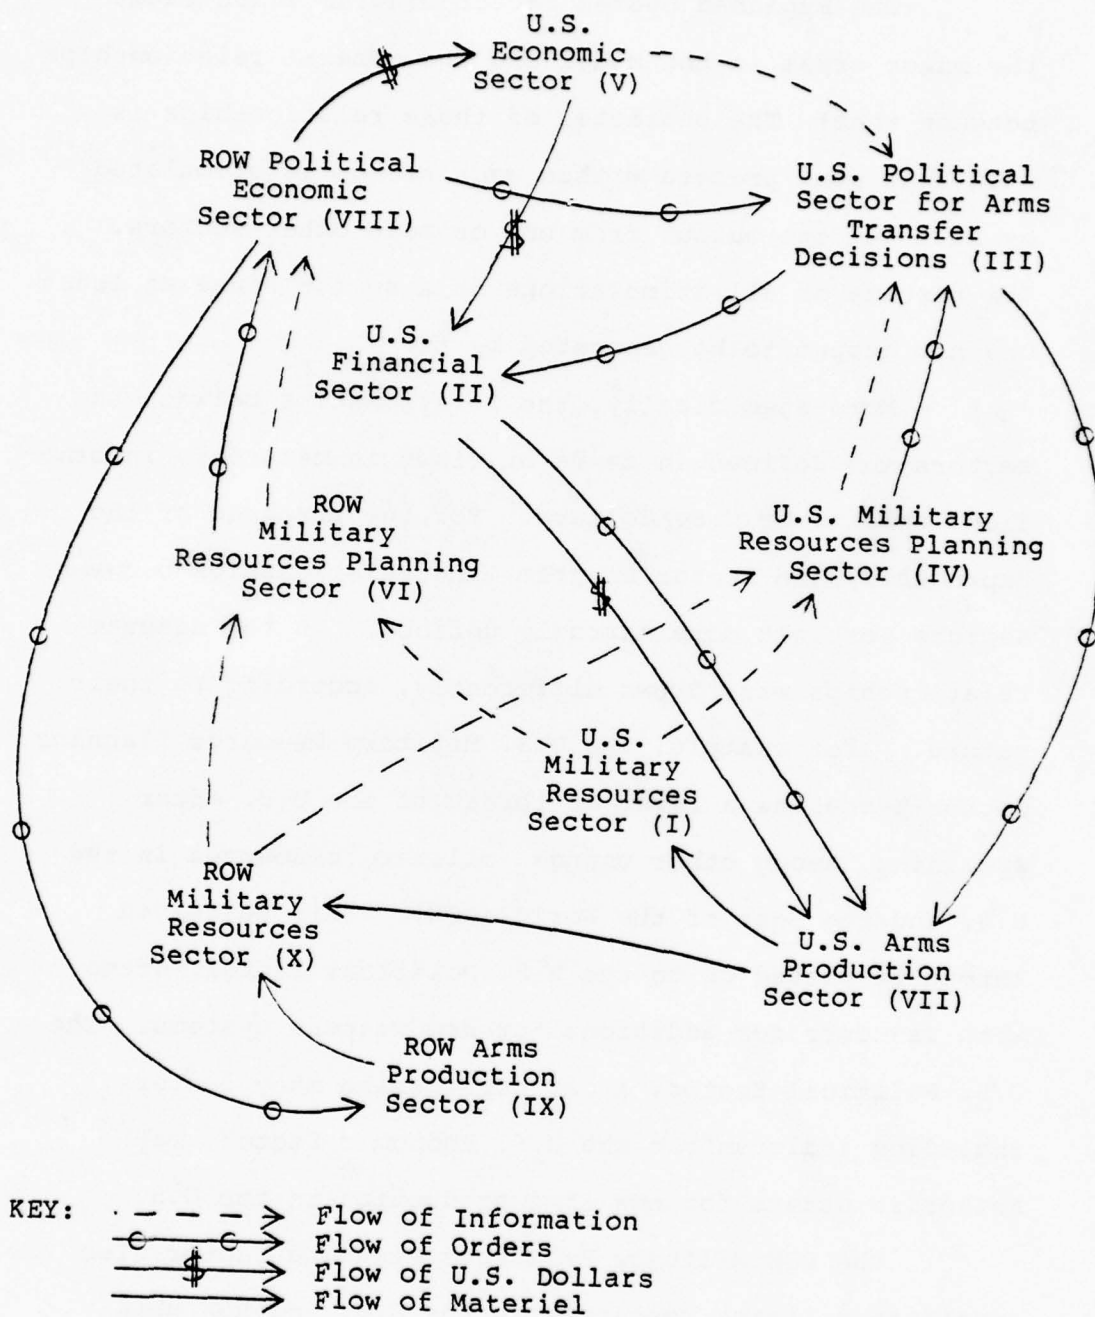 U.S.
Economic
Sector (V)
ROW Political
Economic
Sector (VIII)
U.S. Political
Sector for Arms
Transfer
Decisions (III)
$
$
U.S.
Financial
Sector (II)
ROW
Military
Resources Planning
Sector (VI)
U.S. Military
Resources Planning
Sector (IV)
$
U.S.
Military
Resources
Sector (I)
ROW
Military
Resources
Sector (X)
U.S. Arms
Production
Sector (VII)
ROW Arms
Production
Sector (IX)
KEY:
Flow of Information
Flow of Orders
$ Flow of U.S. Dollars
Flow of Materiel